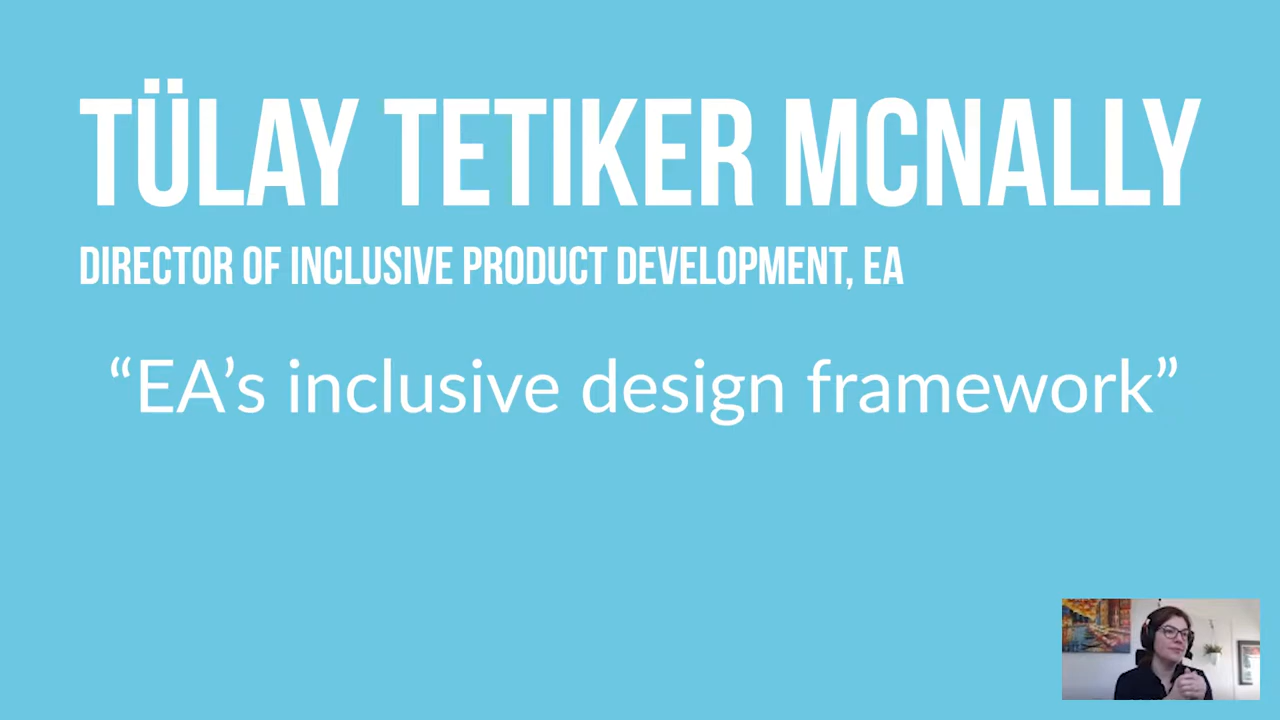 TÜLAY TETIKER MCNALLY
DIRECTOR OF INCLUSIVE PRODUCT DEVELOPMENT, EA
“EA’s inclusive design framework”